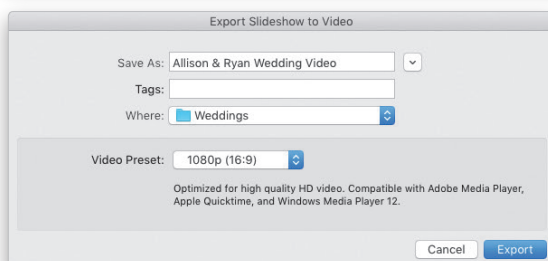 Export Slideshow to Video
Save As: Allison & Ryan Wedding Video
Tags:
Where: Weddings
Video Preset: 1080p (16:9)
Optimized for high quality HD video. Compatible with Adobe Media Player,
Apple Quicktime, and Windows Media Player 12.
Cancel Export